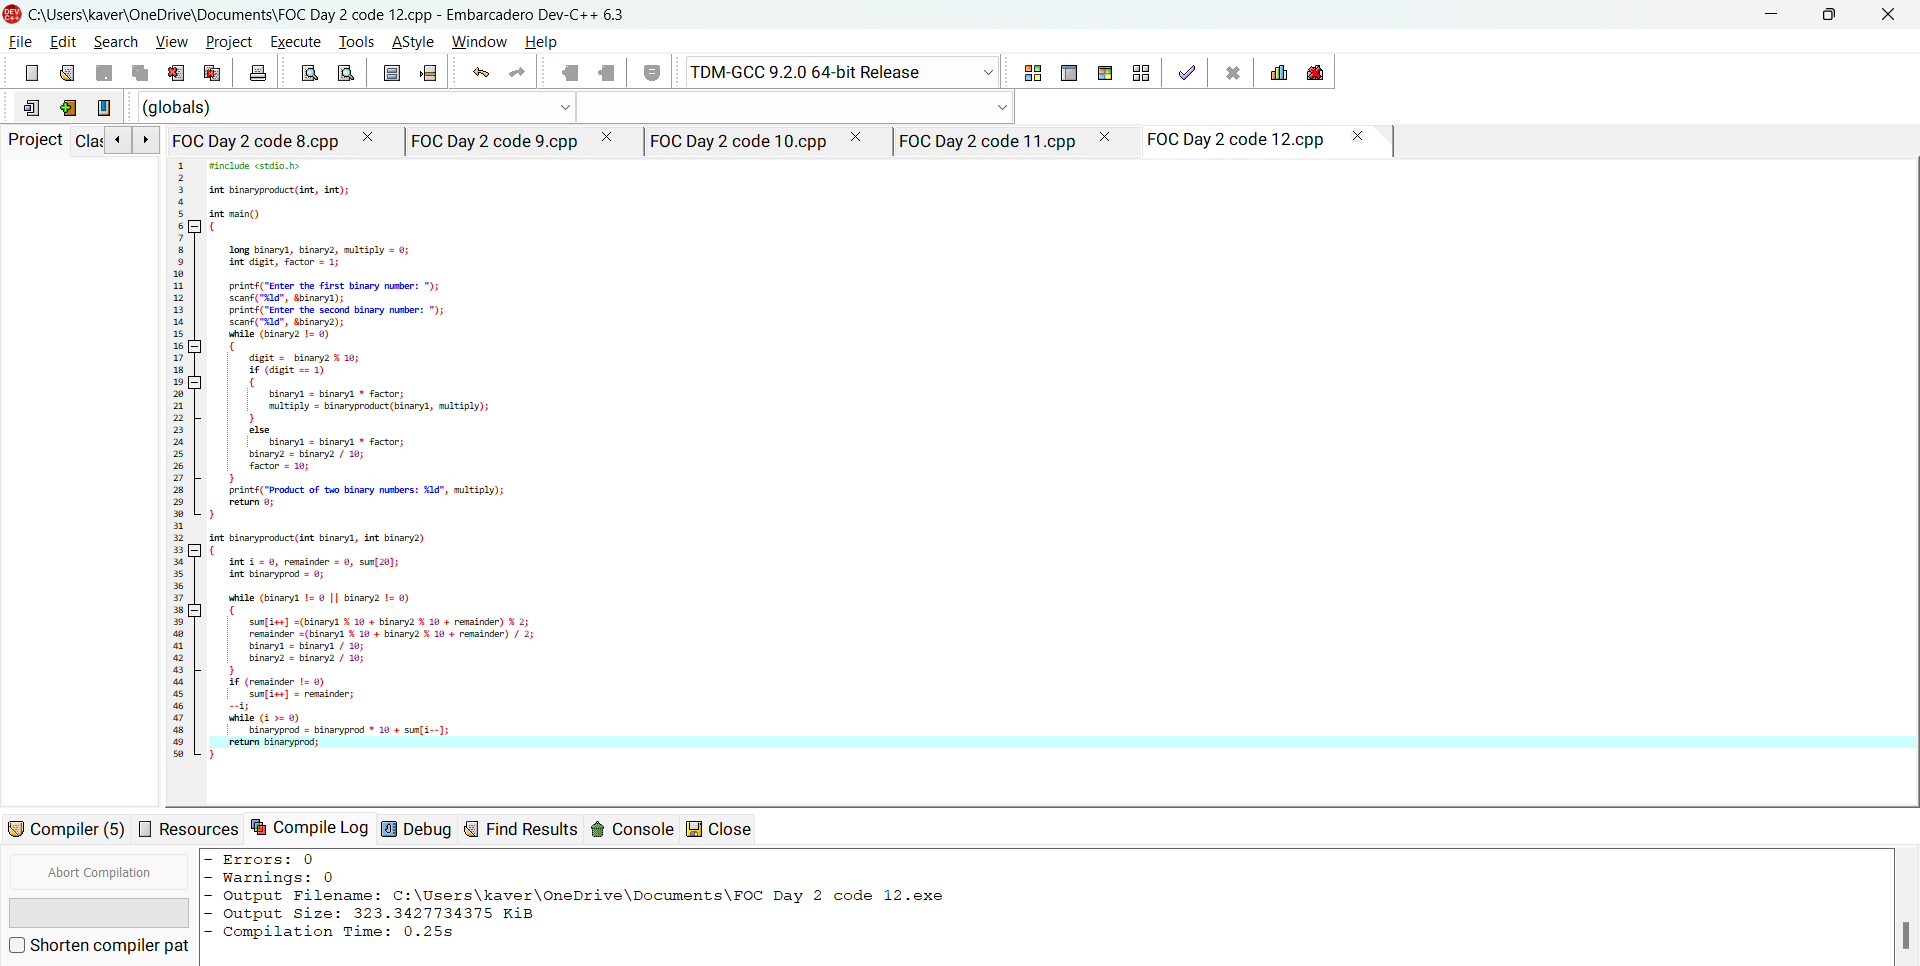 C:\Users\kaver\OneDrive\Documents\FOC Day 2 code 12.cpp - Embarcadero Dev-C++ 6.3
File Edit Search View Project Execute Tools AStyle Window Help
TDM-GCC 9.2.0 64-bit Release
(globals)
Project Clas FOC Day 2 code 8.cpp FOC Day 2 code 9.cpp FOC Day 2 code 10.cpp FOC Day 2 code 11.cpp FOC Day 2 code 12.cpp
1 #include <stdio.h>
2
3 int binaryproduct(int, int);
4
5 int main()
6 {
7
8 long binary1, binary2, multiply = 0;
9 int digit, factor = 1;
10
11 printf("Enter the first binary number: ");
12 scanf("%ld", &binary1);
13 printf("Enter the second binary number: ");
14 scanf("%ld", &binary2);
15 while (binary2 != 0)
16 {
17 digit =  binary2 % 10;
18 if (digit == 1)
19 {
20 binary1 = binary1 * factor;
21 multiply = binaryproduct(binary1, multiply);
22 }
23 else
24 binary1 = binary1 * factor;
25 binary2 = binary2 / 10;
26 factor = 10;
27 }
28 printf("Product of two binary numbers: %ld", multiply);
29 return 0;
30 }
31
32 int binaryproduct(int binary1, int binary2)
33 {
34 int i = 0, remainder = 0, sum[20];
35 int binaryprod = 0;
36
37 while (binary1 != 0 || binary2 != 0)
38 {
39 sum[i++] =(binary1 % 10 + binary2 % 10 + remainder) % 2;
40 remainder =(binary1 % 10 + binary2 % 10 + remainder) / 2;
41 binary1 = binary1 / 10;
42 binary2 = binary2 / 10;
43 }
44 if (remainder != 0)
45 sum[i++] = remainder;
46 --i;
47 while (i >= 0)
48 binaryprod = binaryprod * 10 + sum[i--];
49 return binaryprod;
50 }
Compiler (5) Resources Compile Log Debug Find Results Console Close
Abort Compilation
Shorten compiler pat
- Errors: 0
- Warnings: 0
- Output Filename: C:\Users\kaver\OneDrive\Documents\FOC Day 2 code 12.exe
- Output Size: 323.3427734375 KiB
- Compilation Time: 0.25s